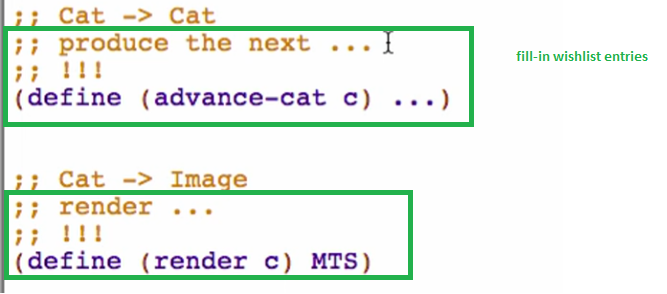 ;; Cat -> Cat
;; produce the next ...
;; !!!
(define (advance-cat c) ...)
fill-in wishlist entries
;; Cat -> Image
;; render ...
;; !!!
(define (render c) MTS)